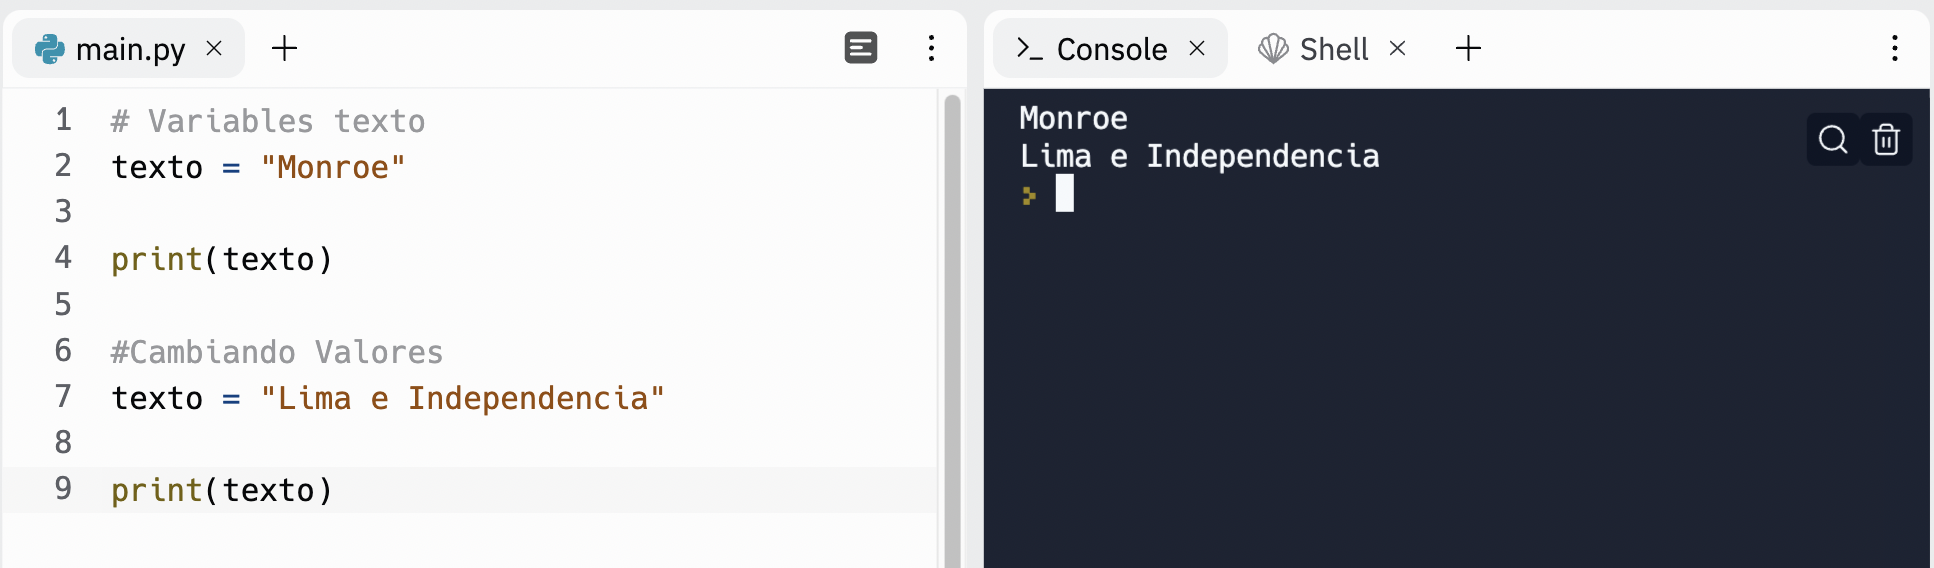 main.py
1 # Variables texto
2 texto = "Monroe"
3
4 print(texto)
5
6 #Cambiando Valores
7 texto = "Lima e Independencia"
8
9 print(texto)
>_ Console
Shell
Monroe
Lima e Independencia